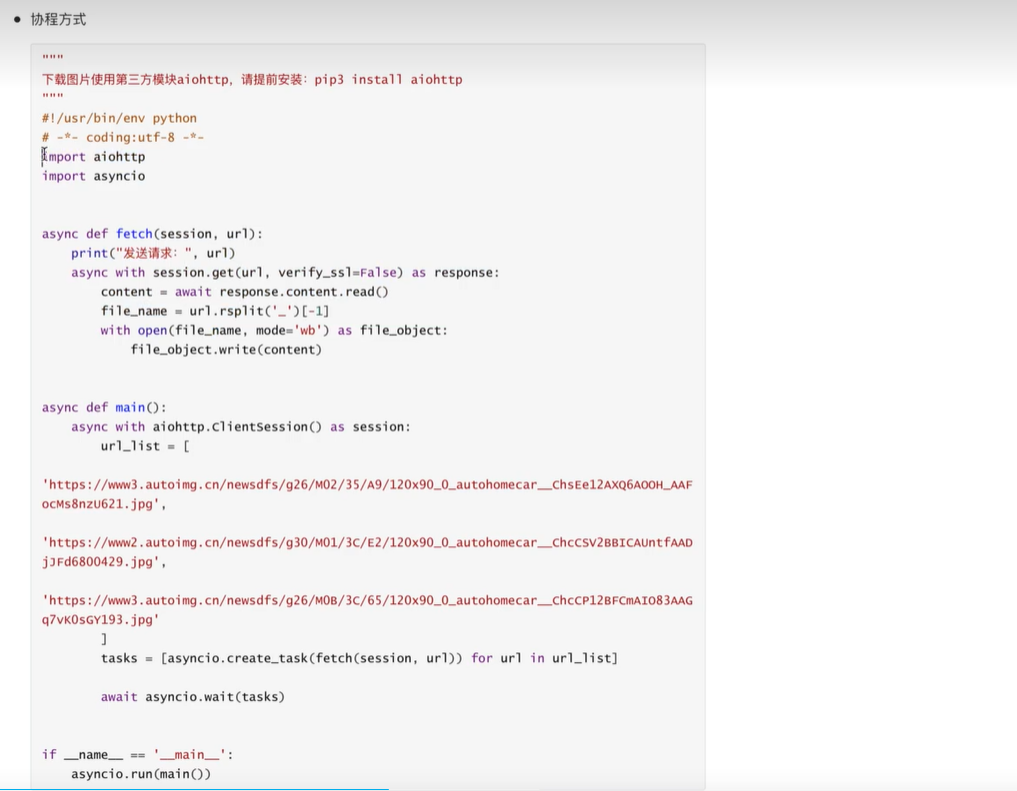 • 协程方式
"""
下载图片使用第三方模块aiohttp，请提前安装：pip3 install aiohttp
"""
#!/usr/bin/env python
# -*- coding:utf-8 -*-
import aiohttp
import asyncio
async def fetch(session, url):
print("发送请求：", url)
async with session.get(url, verify_ssl=False) as response:
content = await response.content.read()
file_name = url.rsplit('_')[-1]
with open(file_name, mode='wb') as file_object:
file_object.write(content)
async def main():
async with aiohttp.ClientSession() as session:
url_list = [
'https://www3.autoimg.cn/newsdfs/g26/M02/35/A9/120x90_0_autohomecar__ChsEe12AXQ6AOOH_AAF
ocMs8nzU621.jpg',
'https://www2.autoimg.cn/newsdfs/g30/M01/3C/E2/120x90_0_autohomecar__ChcCSV2BBICAUntfAAD
jJFd6800429.jpg',
'https://www3.autoimg.cn/newsdfs/g26/M0B/3C/65/120x90_0_autohomecar__ChcCP12BFCmAIO83AAG
q7vK0sGY193.jpg'
]
tasks = [asyncio.create_task(fetch(session, url)) for url in url_list]
await asyncio.wait(tasks)
if __name__ == '__main__':
asyncio.run(main())